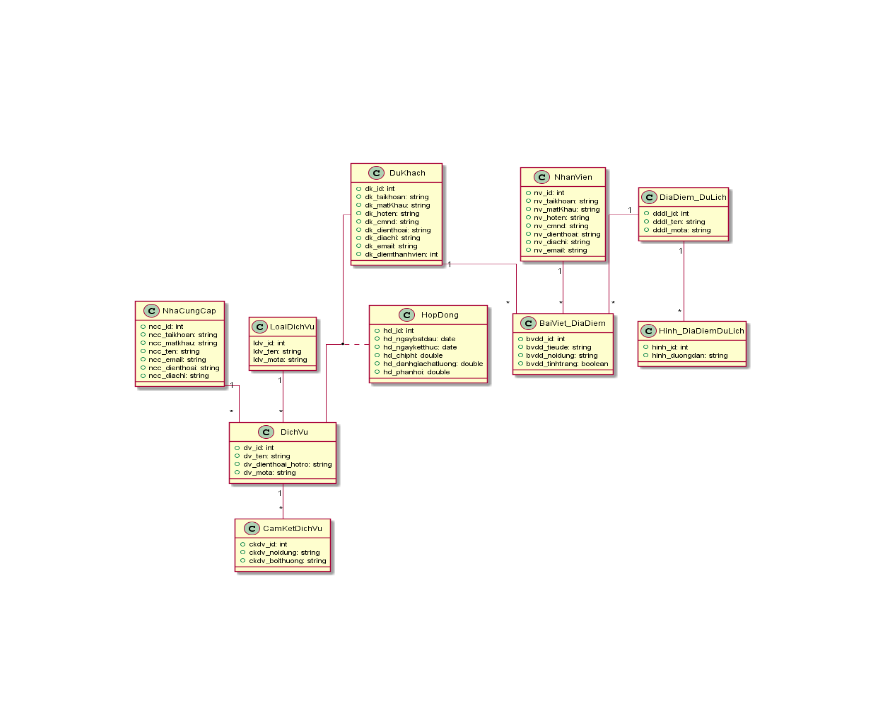 C DuKhach
dk_id: int
dk_taikhoan: string
dk_matKhau: string
dk_hoten: string
dk_cmnd: string
dk_dienthoai: string
dk_diachi: string
dk_email: string
dk_diemthanhvien: int
C NhanVien
nv_id: int
nv_taikhoan: string
nv_matKhau: string
nv_hoten: string
nv_cmnd: string
nv_dienthoai: string
nv_diachi: string
nv_email: string
C DiaDiem_DuLich
dddl_id: int
dddl_ten: string
dddl_mota: string
1
1
1
1
*
*
*
*
C NhaCungCap
ncc_id: int
ncc_taikhoan: string
ncc_matkhau: string
ncc_ten: string
ncc_email: string
ncc_dienthoai: string
ncc_diachi: string
C LoaiDichVu
ldv_id: int
ldv_ten: string
ldv_mota: string
C HopDong
hd_id: int
hd_ngaybatdau: date
hd_ngayketthuc: date
hd_chiphi: double
hd_danhgiachatluong: double
hd_phanhoi: double
C BaiViet_DiaDiem
bvdd_id: int
bvdd_tieude: string
bvdd_noidung: string
bvdd_tinhtrang: boolean
C Hinh_DiaDiemDuLich
hinh_id: int
hinh_duongdan: string
1
1
*
*
C DichVu
dv_id: int
dv_ten: string
dv_dienthoai_hotro: string
dv_mota: string
1
*
C CamKetDichVu
ckdv_id: int
ckdv_noidung: string
ckdv_boithuong: string